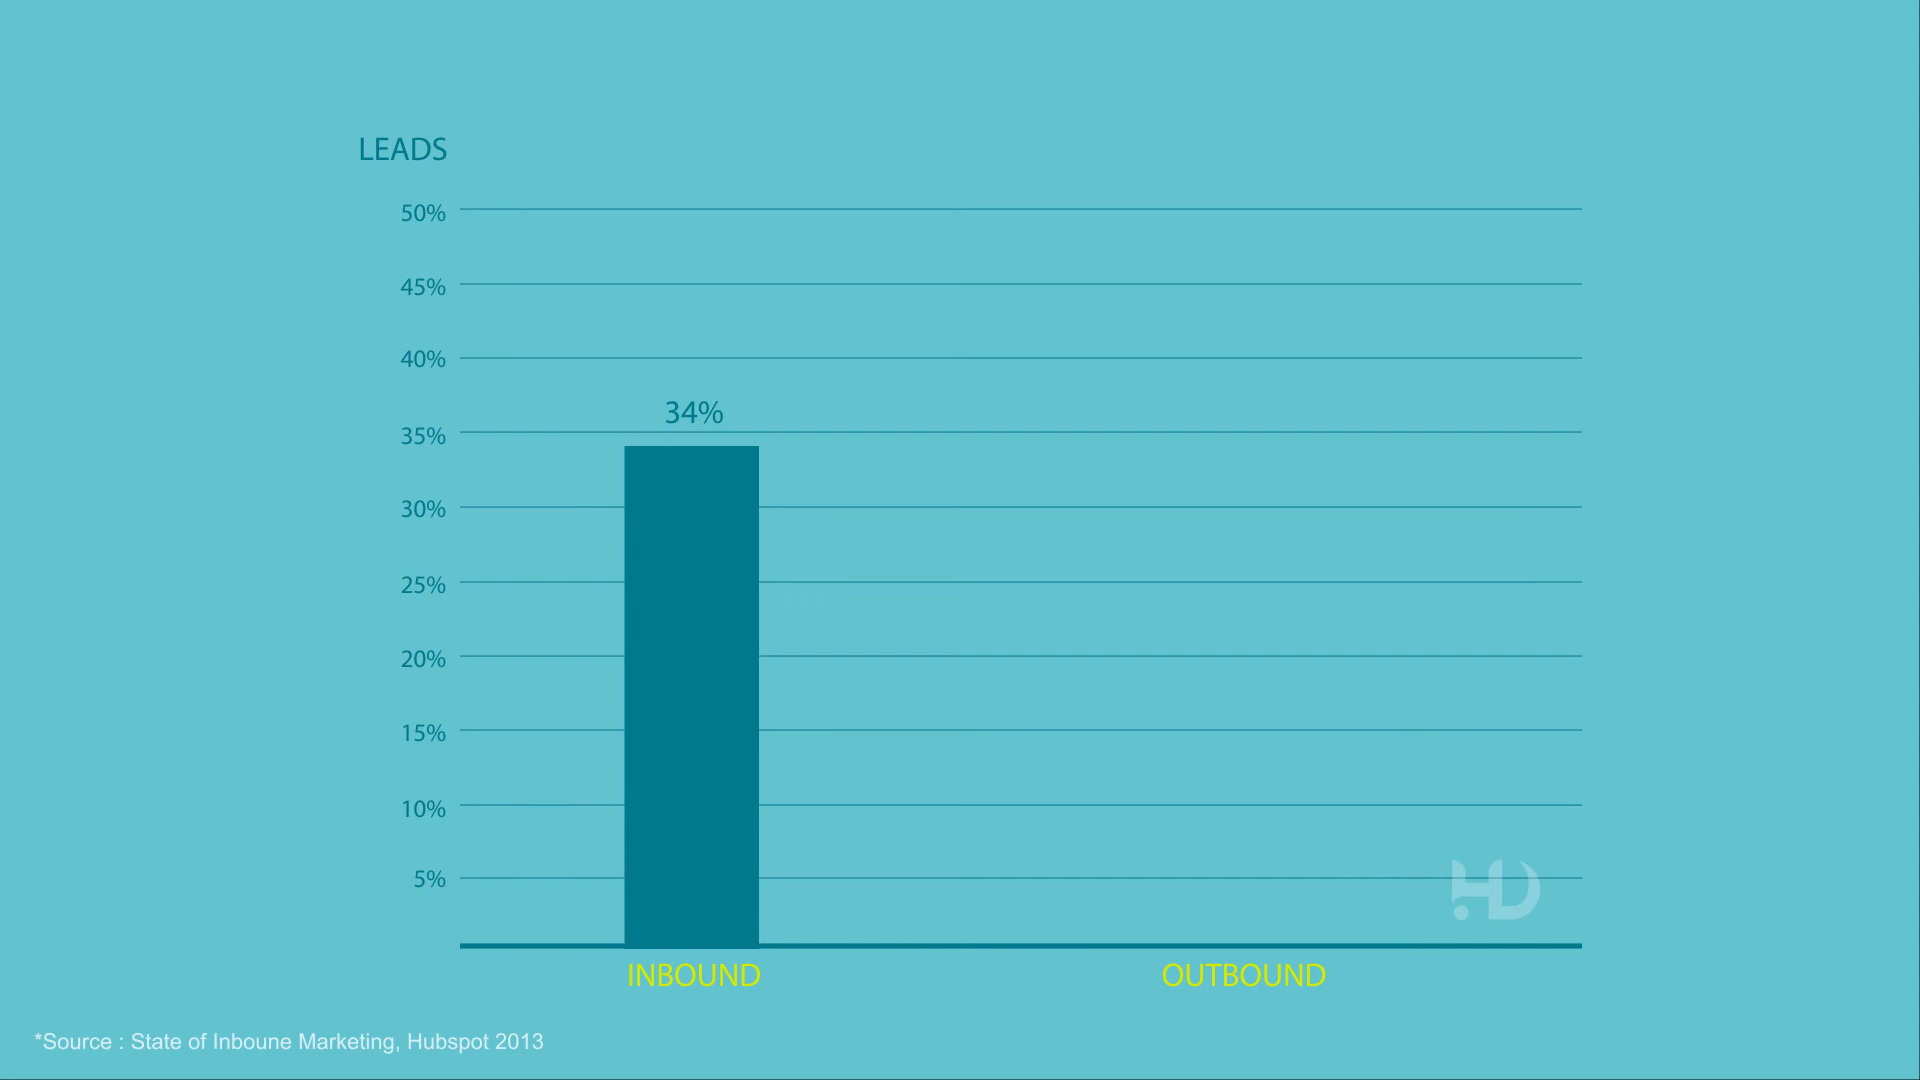 LEADS
50%
45%
40%
34%
35%
30%
25%
20%
15%
10%
5%
HD
INBOUND OUTBOUND
*Source : State of Inboune Marketing, Hubspot 2013